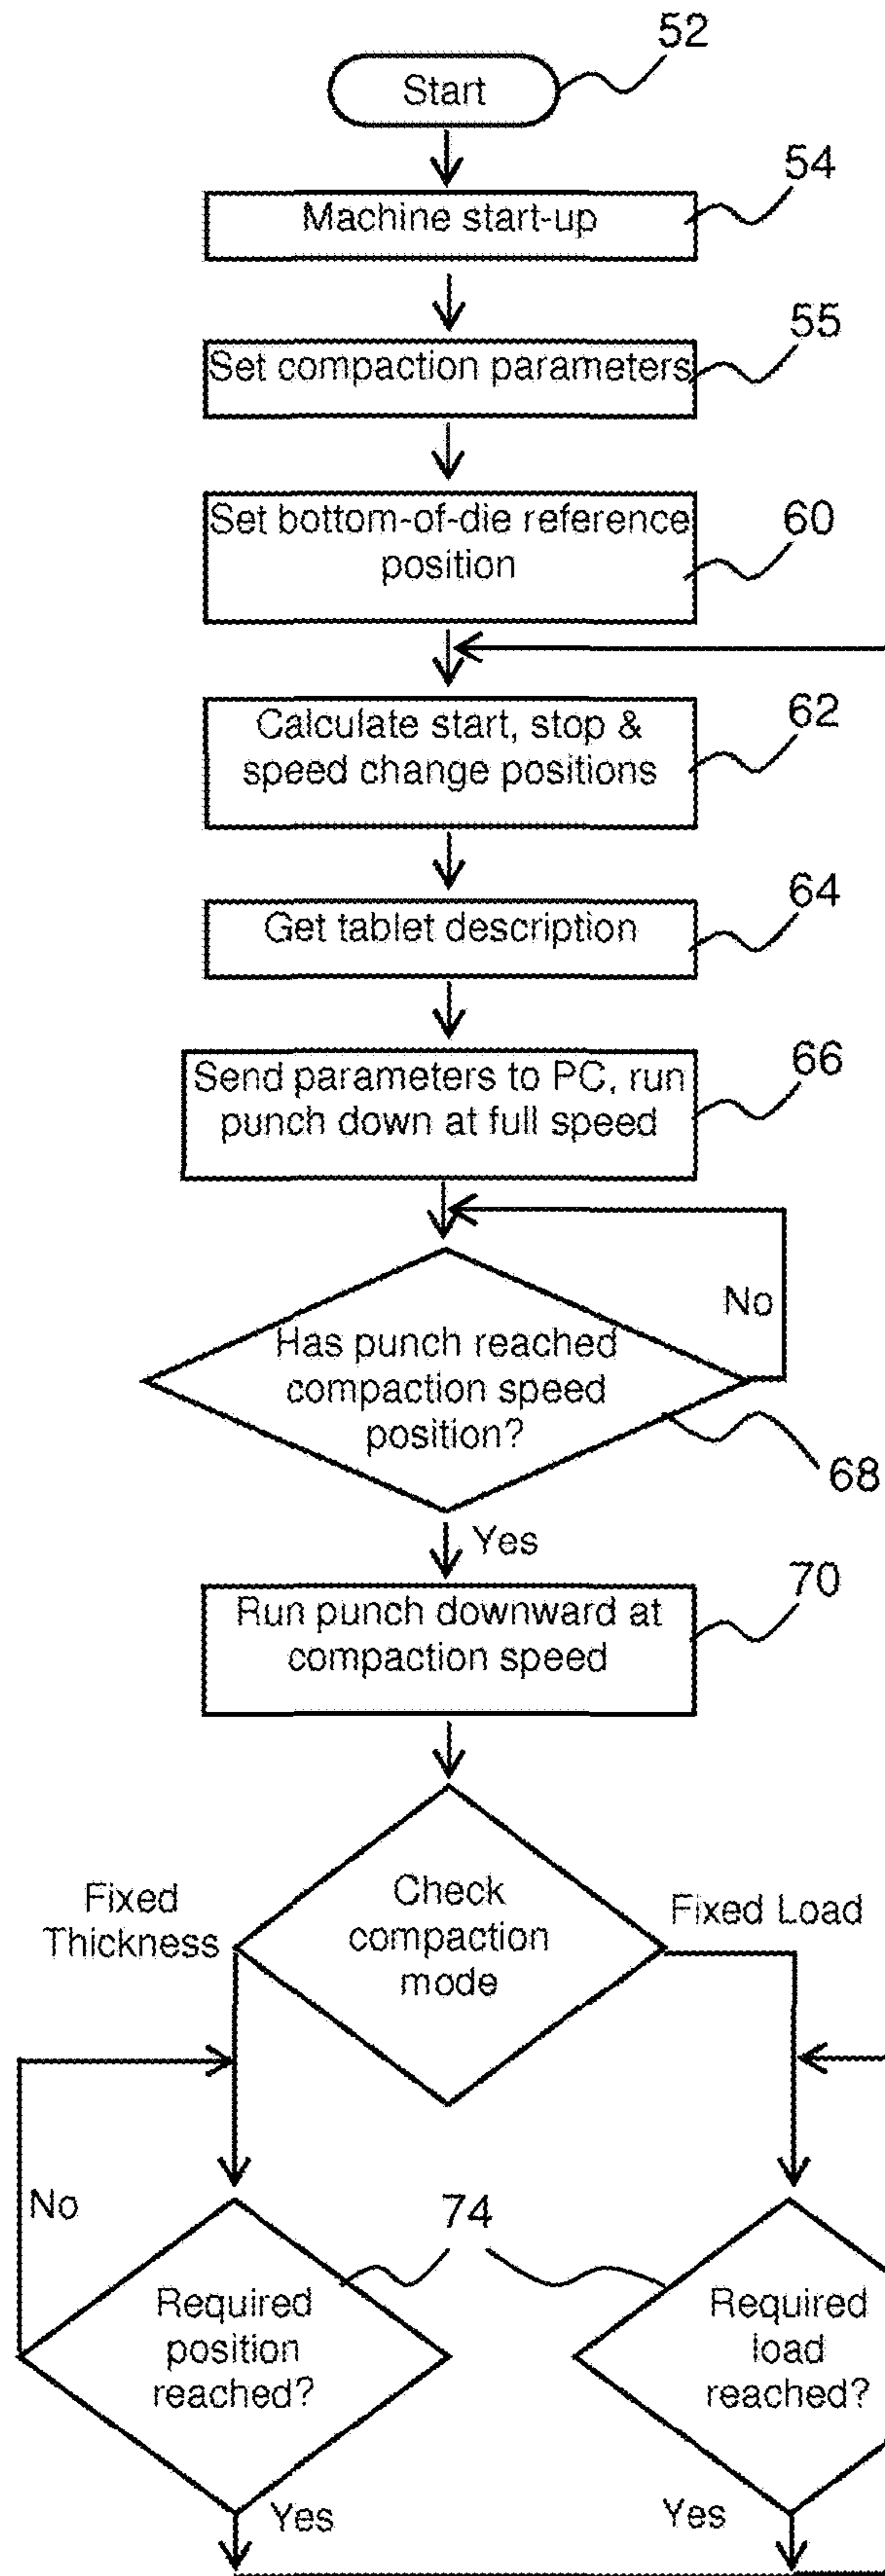 52
Start
54
Machine start-up
55
Set compaction parameters
60
Set bottom-of-die reference
position
62
Calculate start, stop &
speed change positions
64
Get tablet description
66
Send parameters to PC, run
punch down at full speed
No
Has punch reached
compaction speed
position?
68
Yes
70
Run punch downward at
compaction speed
Fixed
Thickness
Check
compaction
mode
Fixed Load
No
74
Required
position
reached?
Required
load
reached?
Yes
Yes